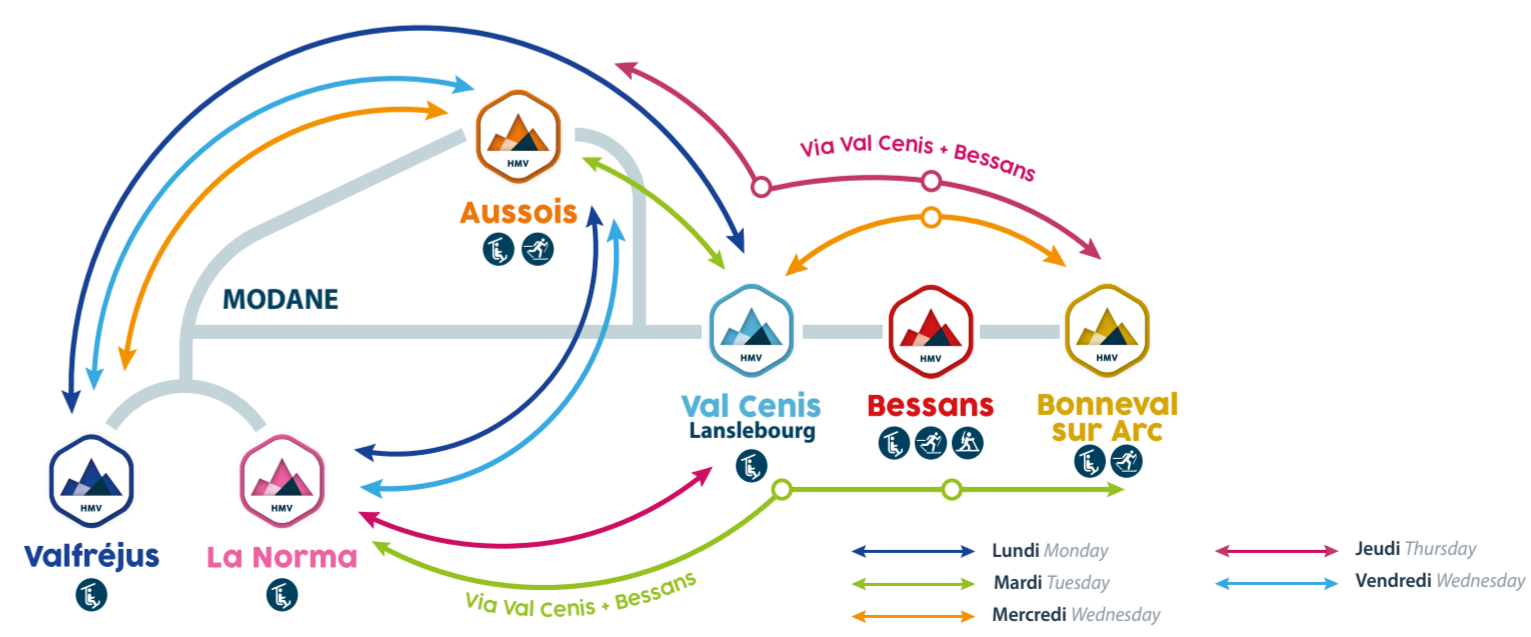 Via Val Cenis + Bessans
HMV
Aussois
MODANE
HMV
HMV
HMV
Val Cenis
Lanslebourg
Bessans
Bonneval
sur Arc
HMV
HMV
Valfréjus
La Norma
Via Val Cenis + Bessans
Lundi Monday
Mardi Tuesday
Mercredi Wednesday
Jeudi Thursday
Vendredi Wednesday